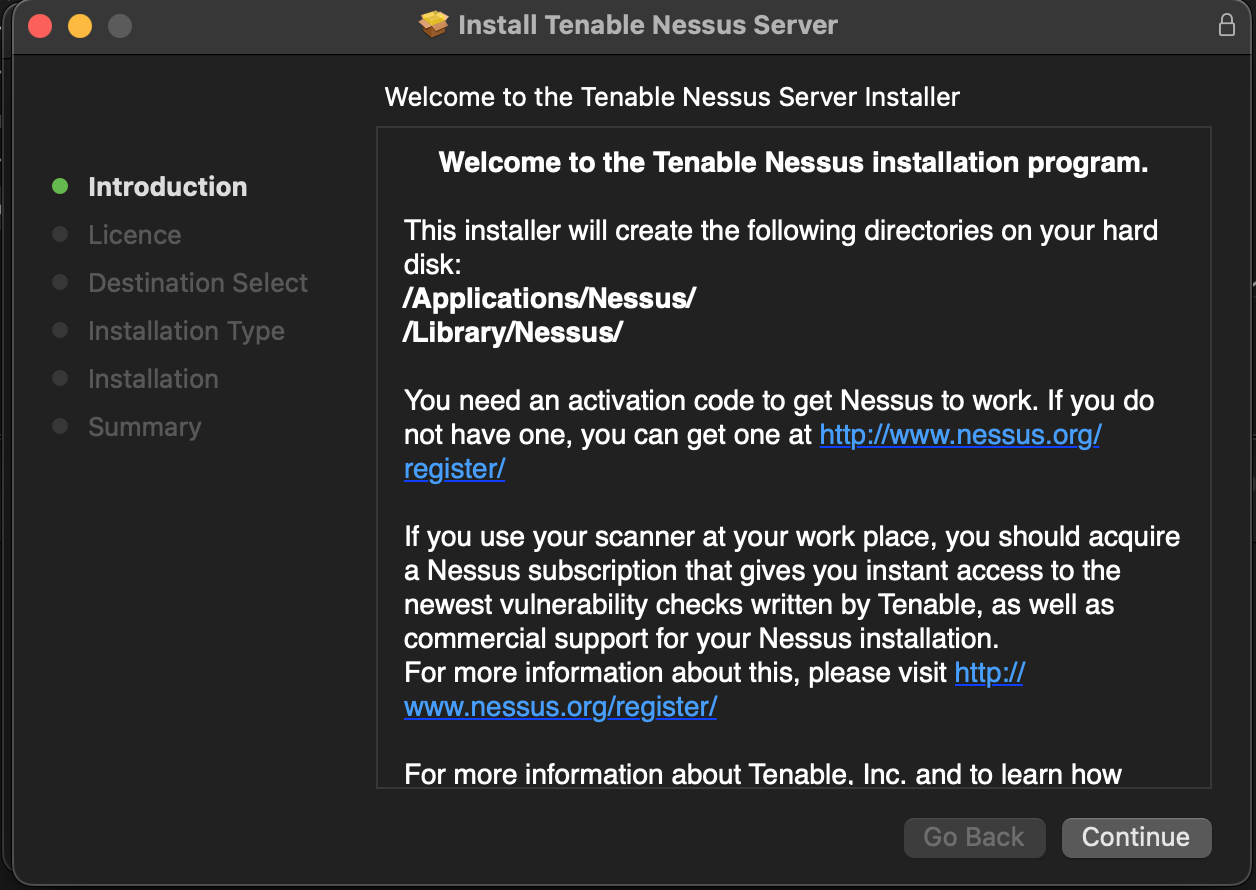 Install Tenable Nessus Server
Welcome to the Tenable Nessus Server Installer
Introduction
Licence
Destination Select
Installation Type
Installation
Summary
Welcome to the Tenable Nessus installation program.
This installer will create the following directories on your hard
disk:
/Applications/Nessus/
/Library/Nessus/
You need an activation code to get Nessus to work. If you do
not have one, you can get one at http://www.nessus.org/
register/
If you use your scanner at your work place, you should acquire
a Nessus subscription that gives you instant access to the
newest vulnerability checks written by Tenable, as well as
commercial support for your Nessus installation.
For more information about this, please visit http://
www.nessus.org/register/
For more information about Tenable, Inc. and to learn how
Go Back
Continue